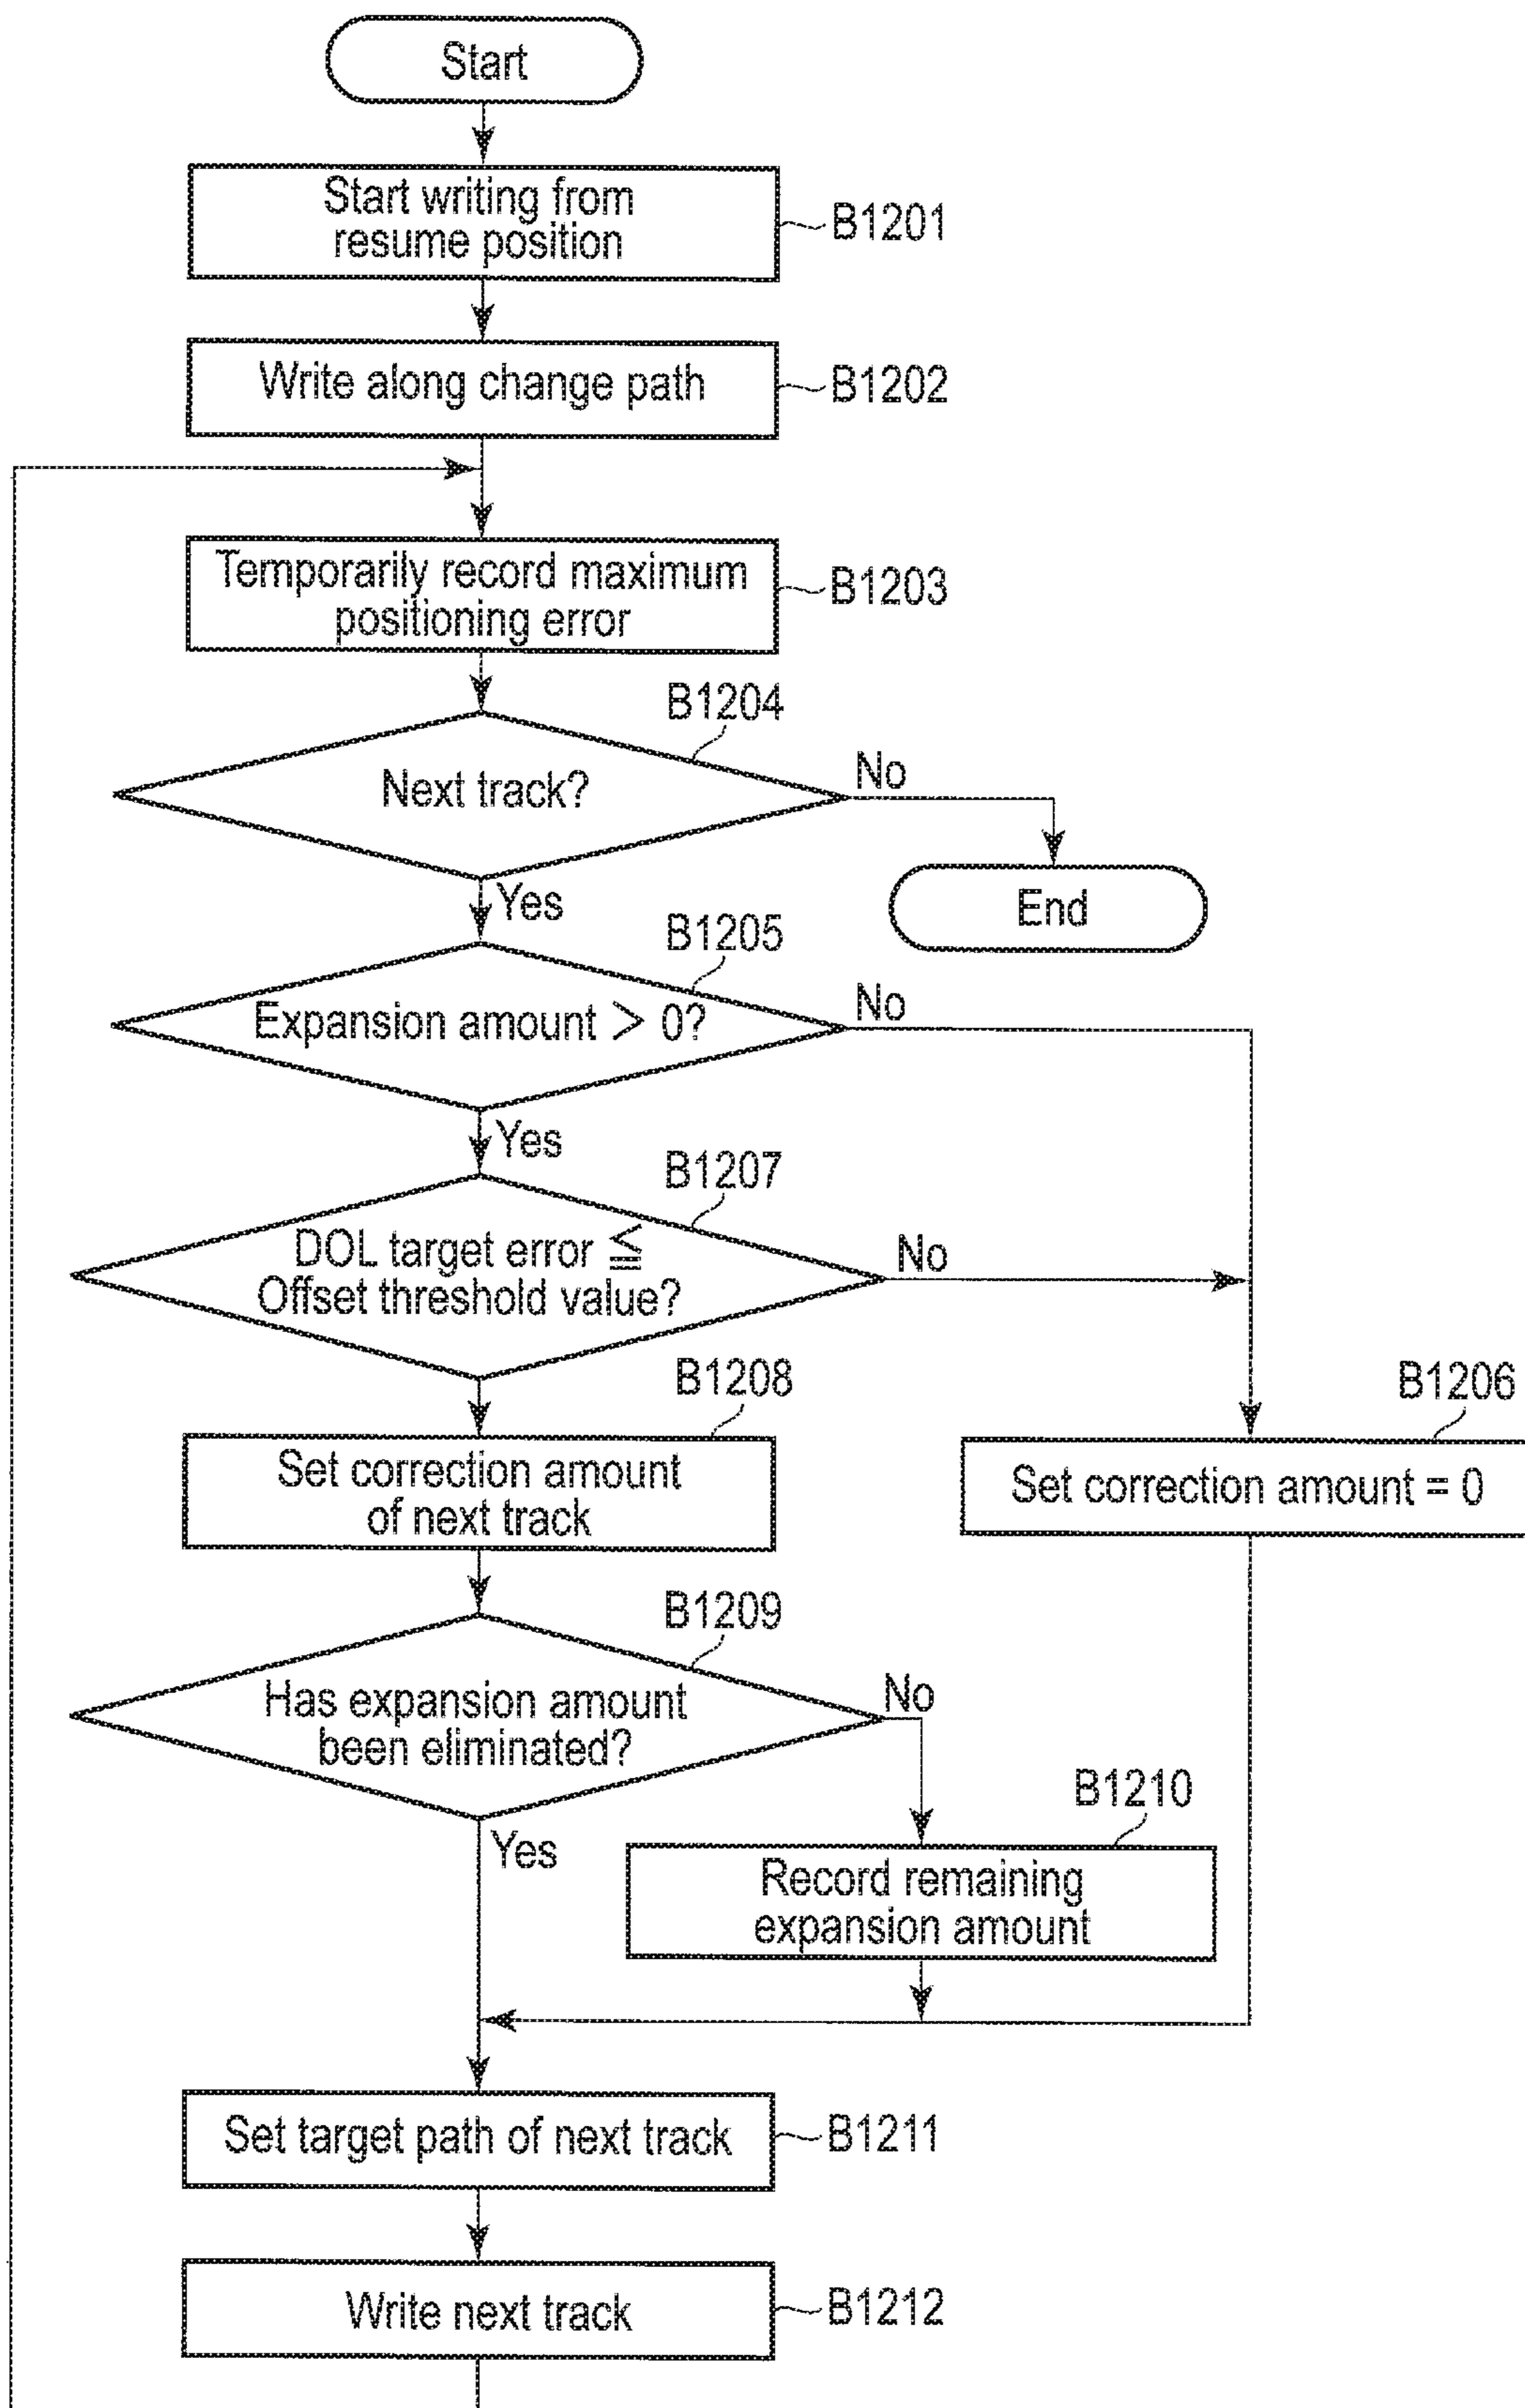 Start
Start writing from
resume position
B1201
Write along change path
B1202
Temporarily record maximum
positioning error
B1203
B1204
Next track?
No
End
Yes
B1205
Expansion amount > 0?
No
Yes
B1207
DOL target error ≦
Offset threshold value?
No
B1208
Set correction amount
of next track
B1206
Set correction amount = 0
B1209
Has expansion amount
been eliminated?
No
Yes
B1210
Record remaining
expansion amount
Set target path of next track
B1211
Write next track
B1212